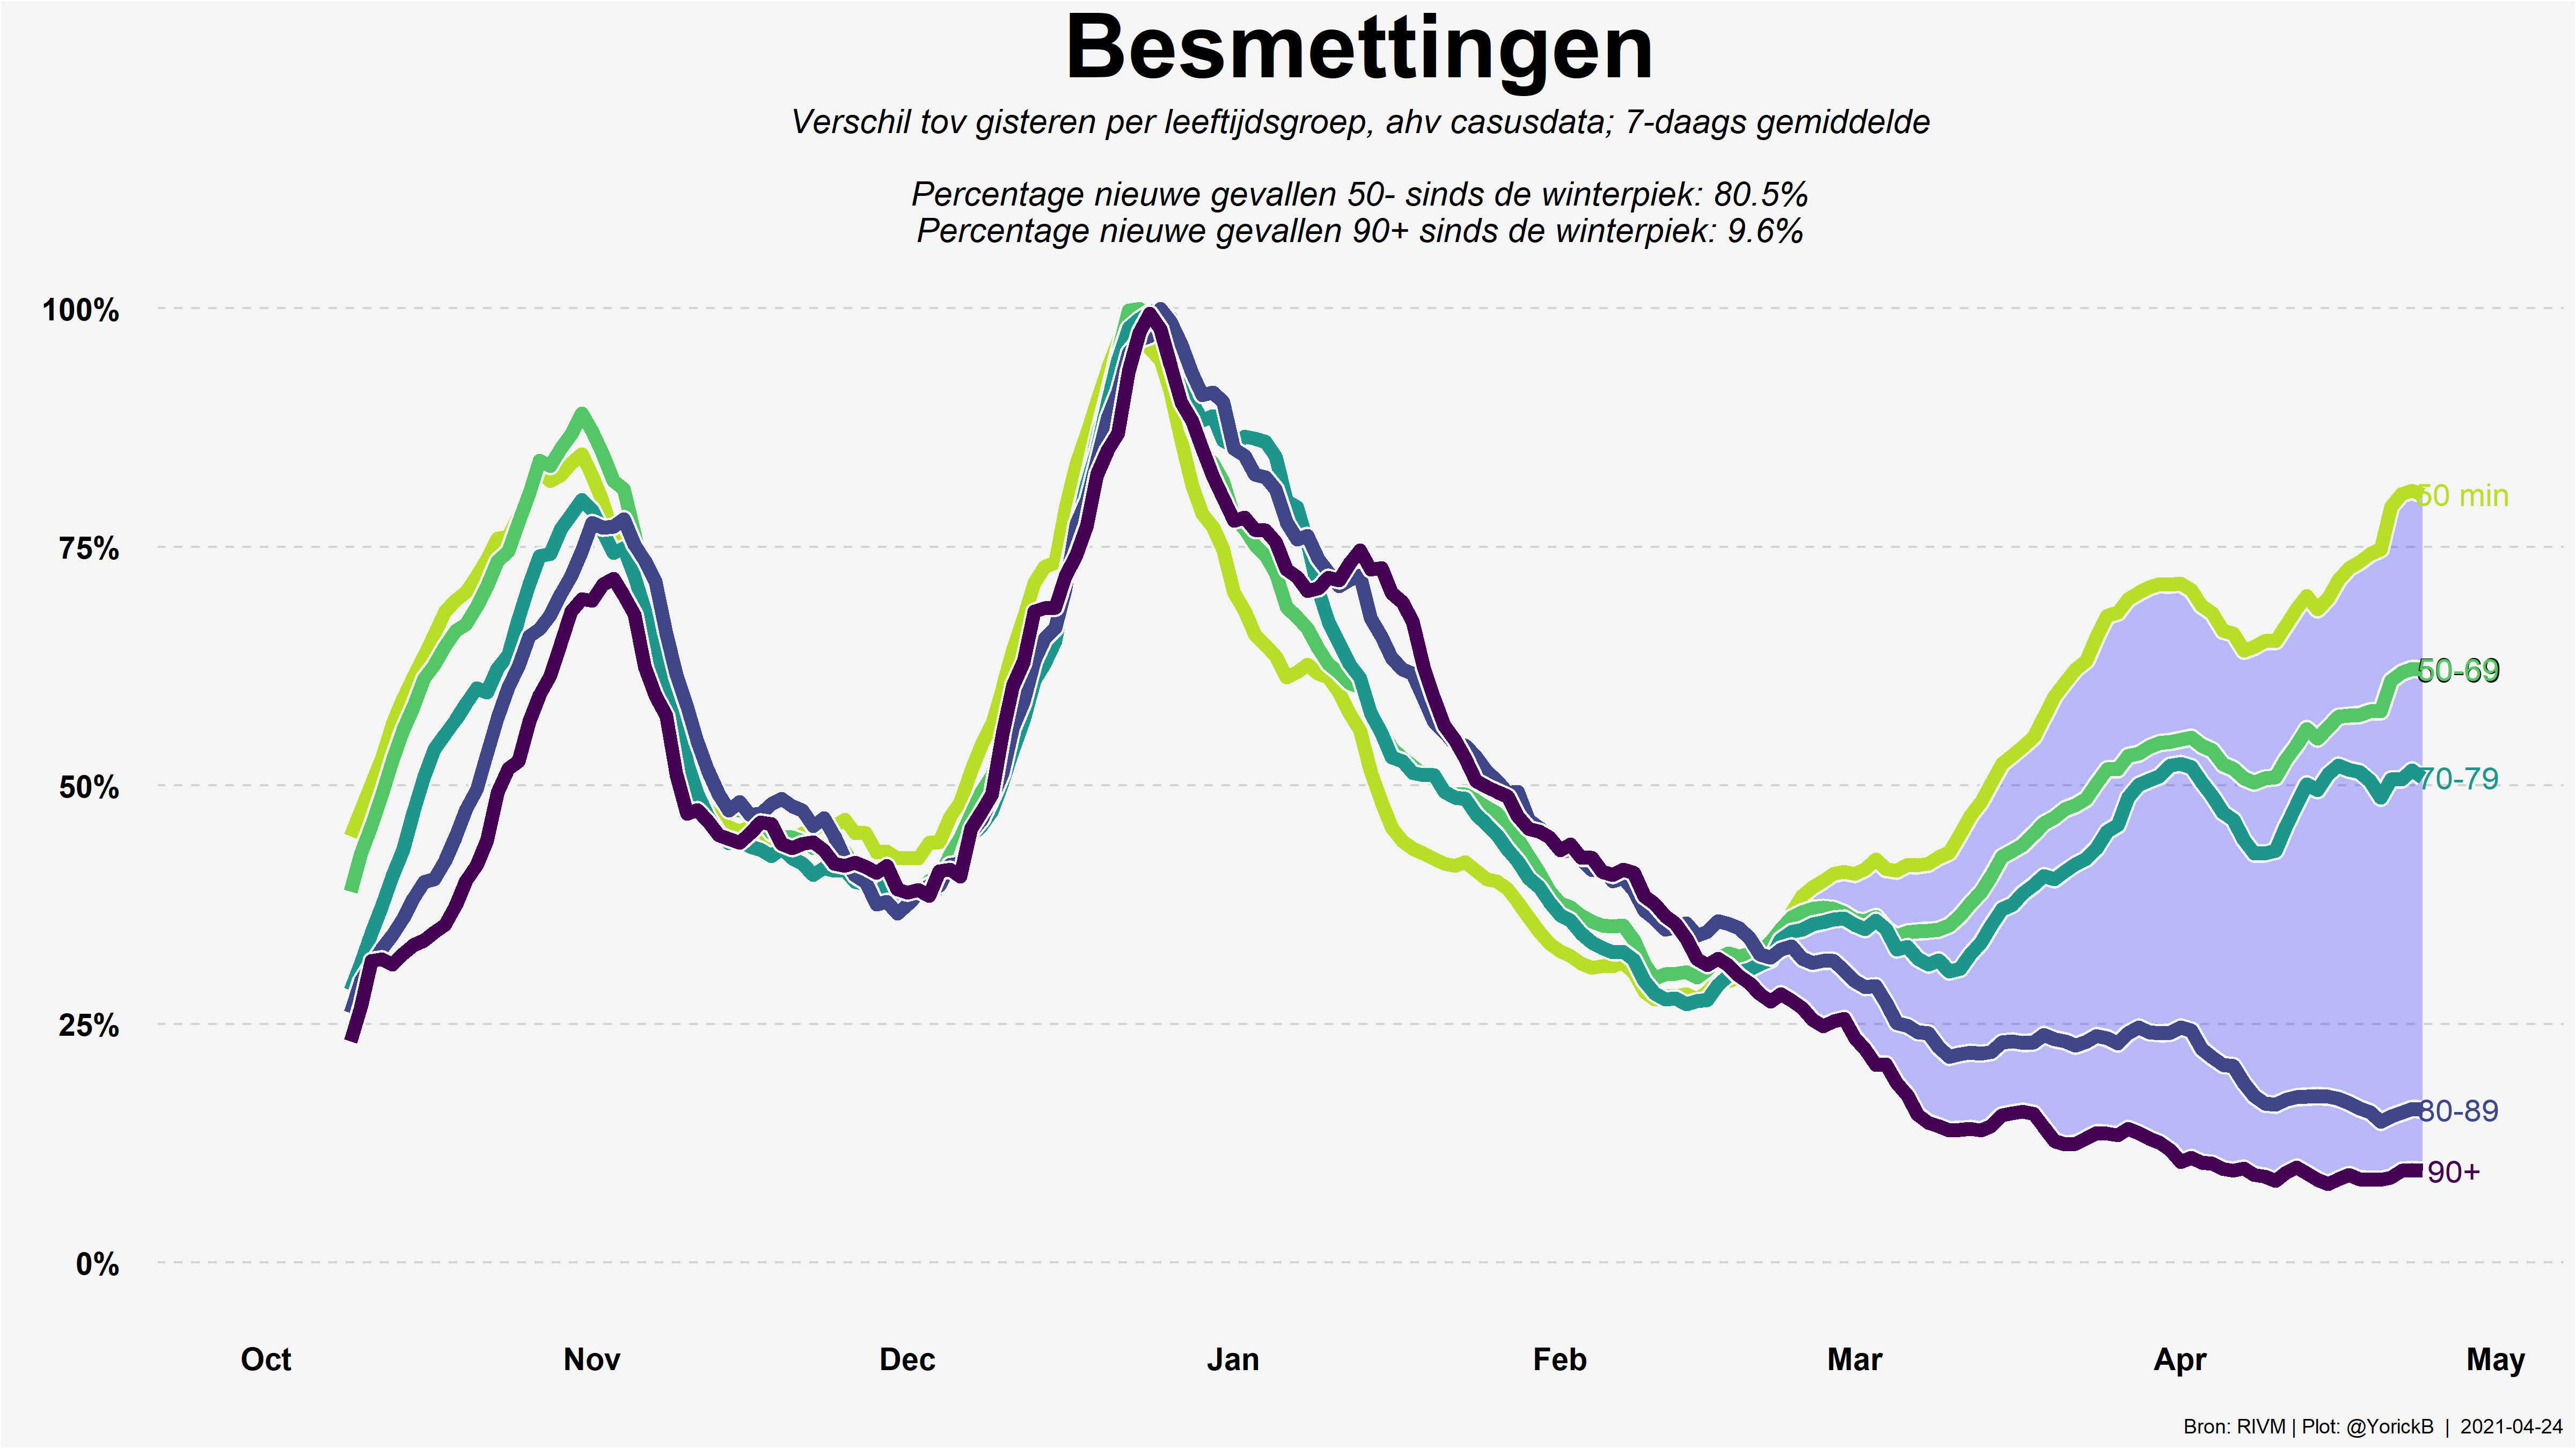 Besmettingen
Verschil tov gisteren per leeftijdsgroep, ahv casusdata; 7-daags gemiddelde
Percentage nieuwe gevallen 50- sinds de winterpiek: 80.5%
Percentage nieuwe gevallen 90+ sinds de winterpiek: 9.6%
100%
75%
50%
25%
0%
50 min
50-69
70-79
80-89
90+
Oct Nov Dec Jan Feb Mar Apr May
Bron: RIVM | Plot: @YorickB | 2021-04-24